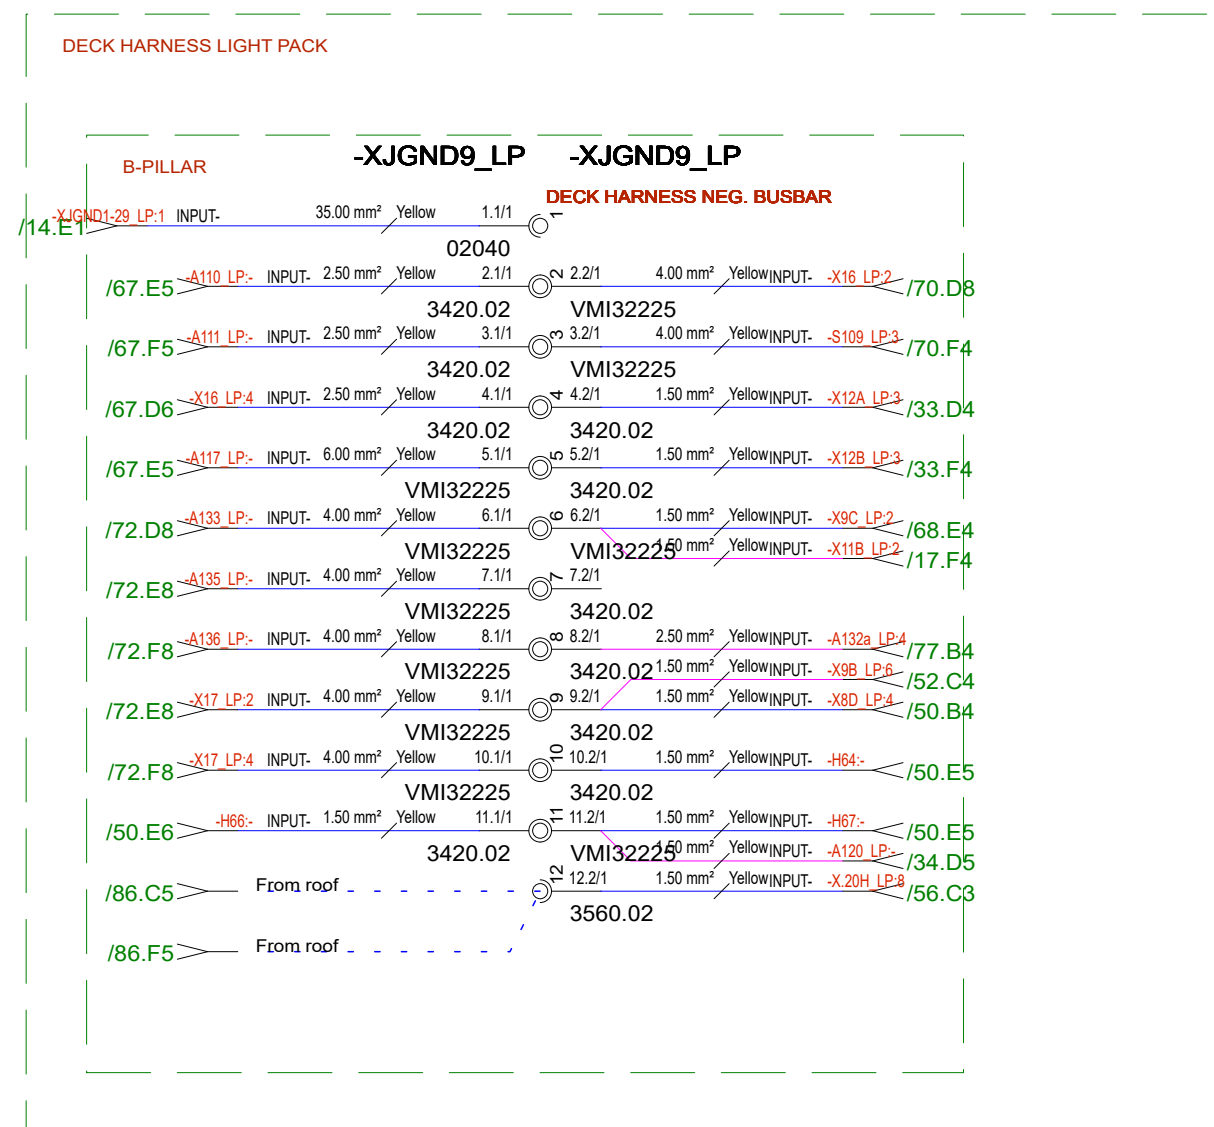 DECK HARNESS LIGHT PACK
B-PILLAR
-XJGND9_LP -XJGND9_LP
DECK HARNESS NEG. BUSBAR
/14.E1 -XJGND1-29_LP:1 INPUT- 35.00 mm² Yellow 1.1/1 1
02040
/67.E5 -A110_LP:- INPUT- 2.50 mm² Yellow 2.1/1 2 2.2/1 4.00 mm² Yellow INPUT- -X16_LP:2 /70.D8
3420.02 VMI32225
/67.F5 -A111_LP:- INPUT- 2.50 mm² Yellow 3.1/1 3 3.2/1 4.00 mm² Yellow INPUT- -S109_LP:3 /70.F4
3420.02 VMI32225
/67.D6 -X16_LP:4 INPUT- 2.50 mm² Yellow 4.1/1 4 4.2/1 1.50 mm² Yellow INPUT- -X12A_LP:3 /33.D4
3420.02 3420.02
/67.E5 -A117_LP:- INPUT- 6.00 mm² Yellow 5.1/1 5 5.2/1 1.50 mm² Yellow INPUT- -X12B_LP:3 /33.F4
VMI32225 3420.02
/72.D8 -A133_LP:- INPUT- 4.00 mm² Yellow 6.1/1 6 6.2/1 1.50 mm² Yellow INPUT- -X9C_LP:2 /68.E4
VMI32225 VMI32225 1.50 mm² Yellow INPUT- -X11B_LP:2 /17.F4
/72.E8 -A135_LP:- INPUT- 4.00 mm² Yellow 7.1/1 7 7.2/1
VMI32225 3420.02
/72.F8 -A136_LP:- INPUT- 4.00 mm² Yellow 8.1/1 8 8.2/1 2.50 mm² Yellow INPUT- -A132a_LP:4 /77.B4
VMI32225 3420.02 1.50 mm² Yellow INPUT- -X9B_LP:6 /52.C4
/72.E8 -X17_LP:2 INPUT- 4.00 mm² Yellow 9.1/1 9 9.2/1 1.50 mm² Yellow INPUT- -X8D_LP:4 /50.B4
VMI32225 3420.02
/72.F8 -X17_LP:4 INPUT- 4.00 mm² Yellow 10.1/1 10 10.2/1 1.50 mm² Yellow INPUT- -H64:- /50.E5
VMI32225 3420.02
/50.E6 -H66:- INPUT- 1.50 mm² Yellow 11.1/1 11 11.2/1 1.50 mm² Yellow INPUT- -H67:- /50.E5
3420.02 VMI32225 1.50 mm² Yellow INPUT- -A120_LP:- /34.D5
/86.C5 From roof 12 12.2/1 1.50 mm² Yellow INPUT- -X.20H_LP:8 /56.C3
3560.02
/86.F5 From roof